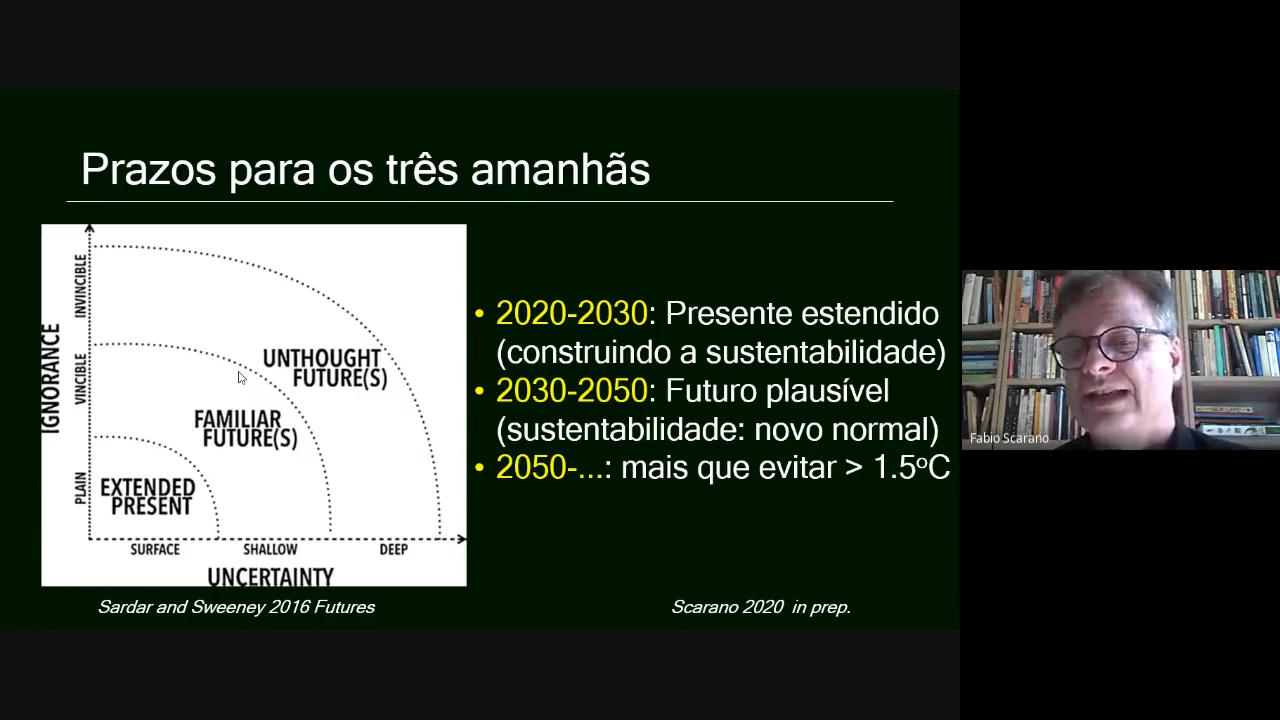 Prazos para os três amanhãs
IGNORANCE
INVINCIBLE
VINCIBLE
PLAIN
UNTHOUGHT
FUTURE(S)
FAMILIAR
FUTURE(S)
EXTENDED
PRESENT
SURFACE
SHALLOW
DEEP
UNCERTAINTY
Sardar and Sweeney 2016 Futures
• 2020-2030: Presente estendido
(construindo a sustentabilidade)
• 2030-2050: Futuro plausível
(sustentabilidade: novo normal)
• 2050-...: mais que evitar > 1.5ºC
Scarano 2020 in prep.
Fabio Scarano